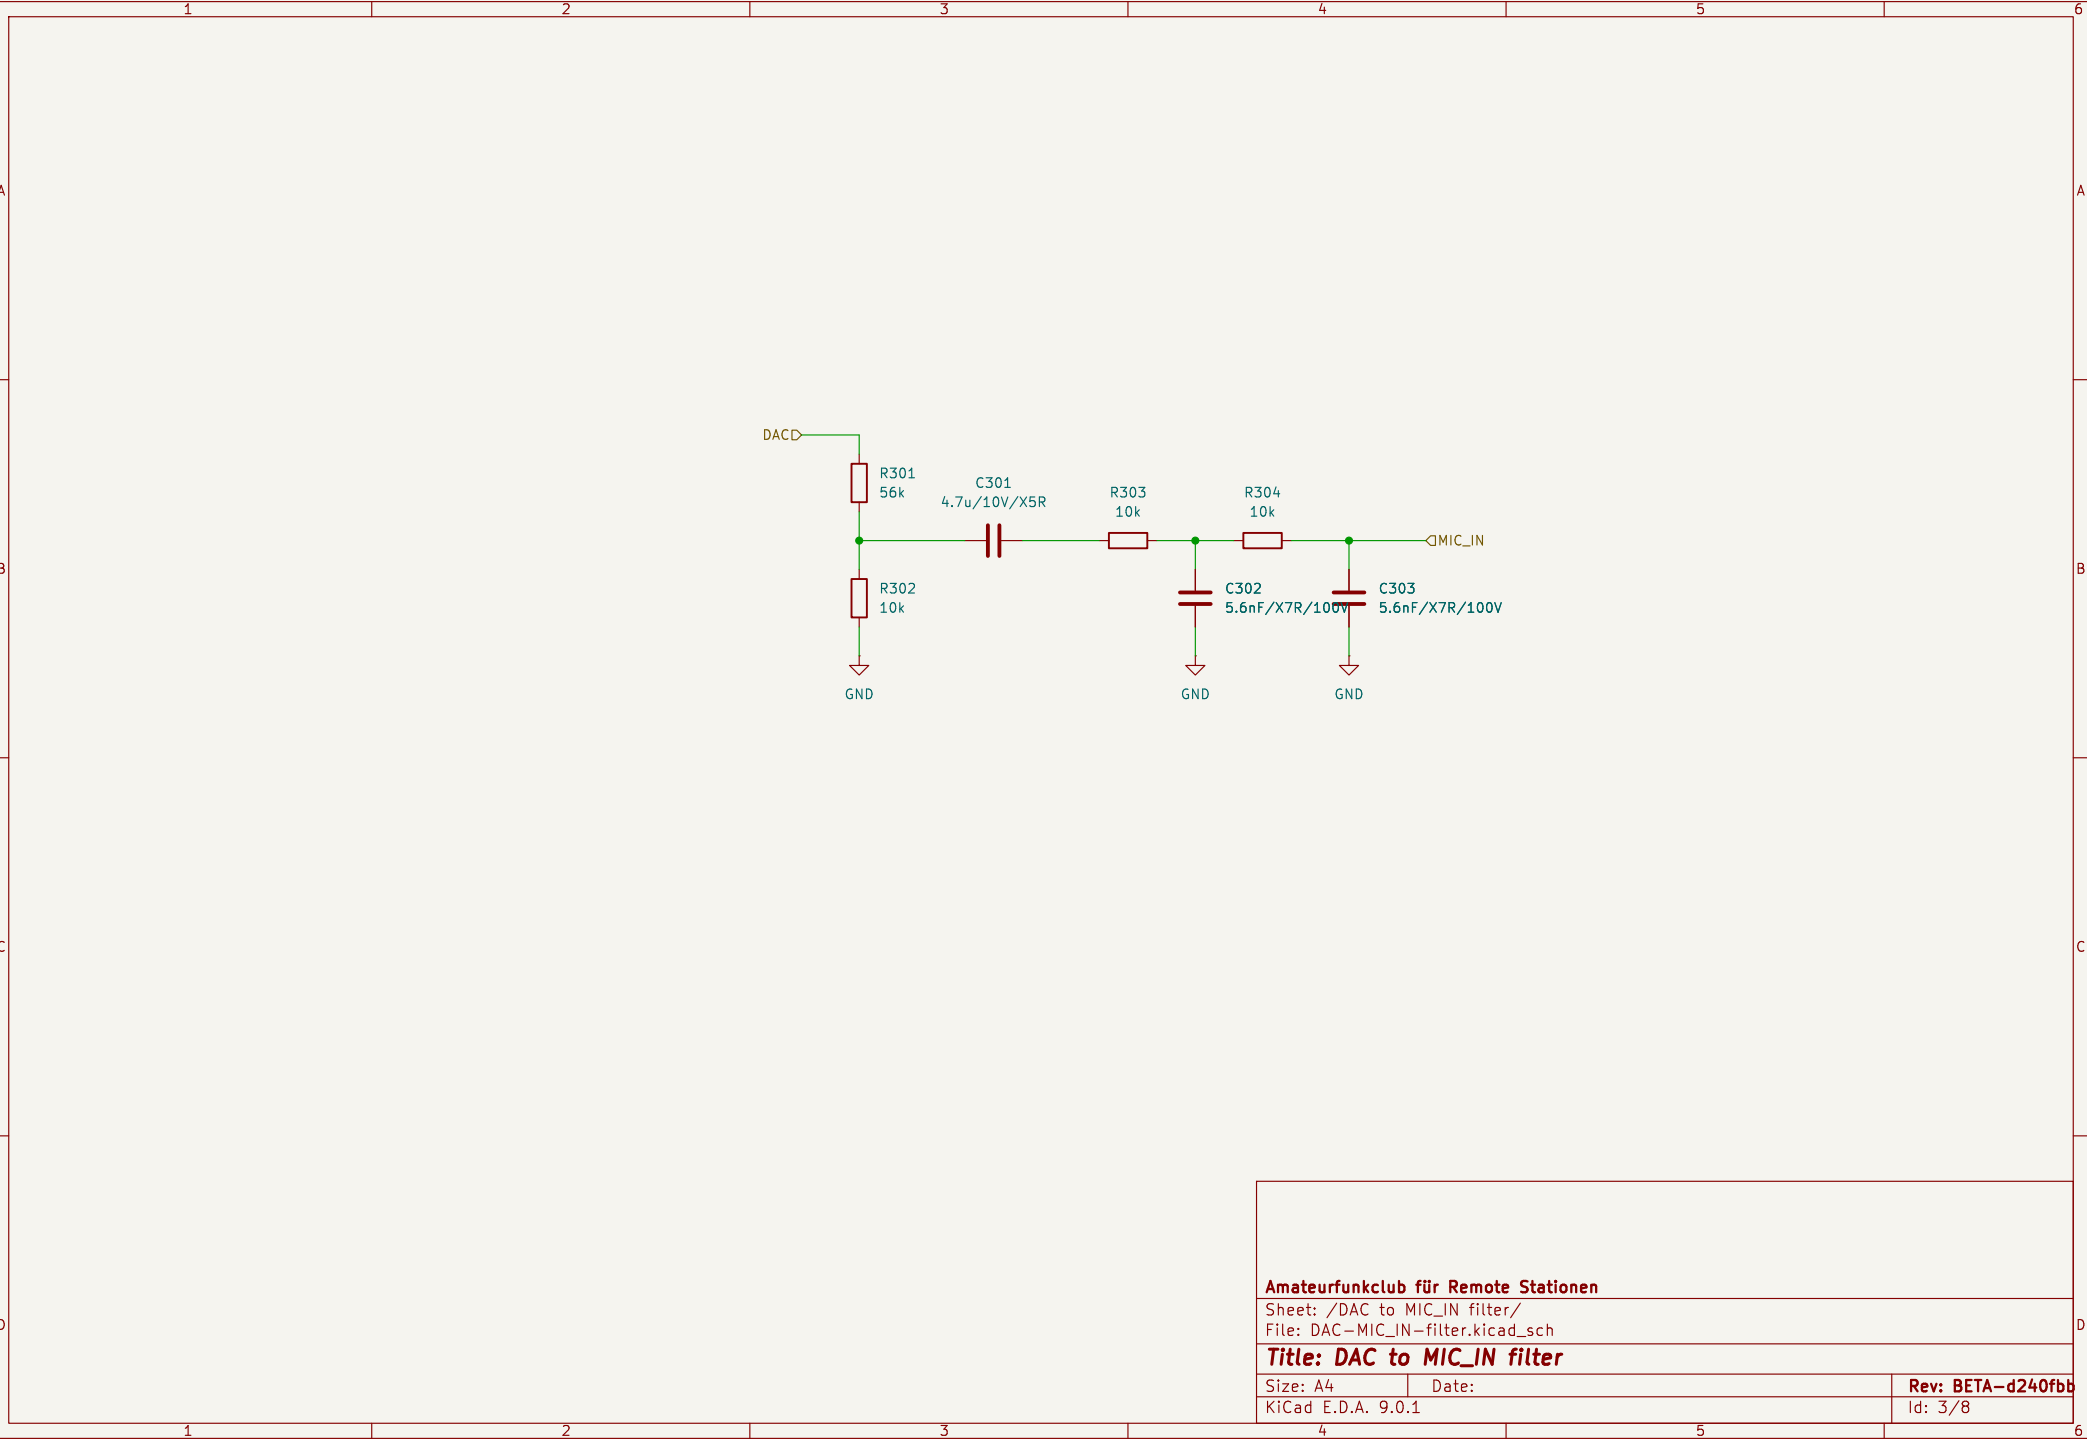 1 2 3 4 5 6
A A
DAC
R301
56k
C301
4.7u/10V/X5R
R303
10k
R304
10k
MIC_IN
B
R302
10k
C302
5.6nF/X7R/100V
C303
5.6nF/X7R/100V
GND GND GND
C C
Amateurfunkclub für Remote Stationen
Sheet: /DAC to MIC_IN filter/
File: DAC-MIC_IN-filter.kicad_sch
D D
Title: DAC to MIC_IN filter
Size: A4 Date: Rev: BETA-d240fbb
KiCad E.D.A. 9.0.1 Id: 3/8
1 2 3 4 5 6